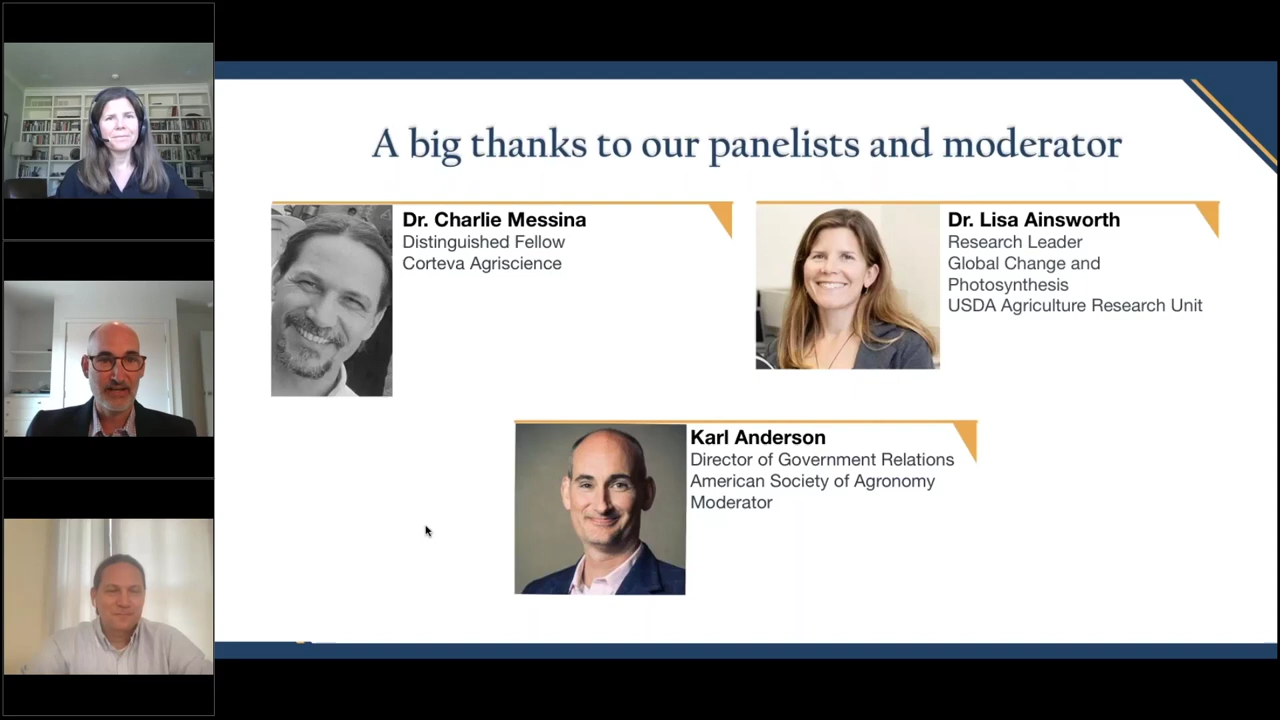 A big thanks to our panelists and moderator
Dr. Charlie Messina
Distinguished Fellow
Corteva Agriscience
Dr. Lisa Ainsworth
Research Leader
Global Change and
Photosynthesis
USDA Agriculture Research Unit
Karl Anderson
Director of Government Relations
American Society of Agronomy
Moderator